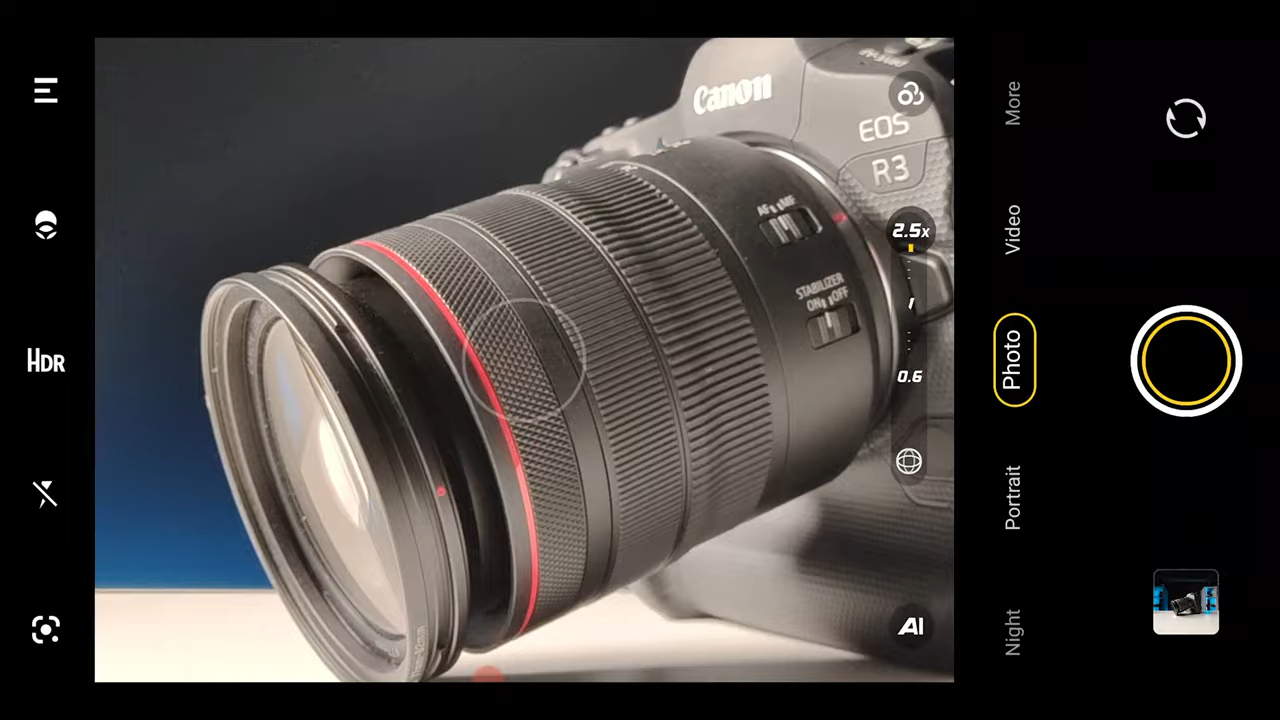 HDR
Canon
EOS
R3
AF MF
STABILIZER
ON OFF
2.5x
1
0.6
AI
More
Video
Photo
Portrait
Night